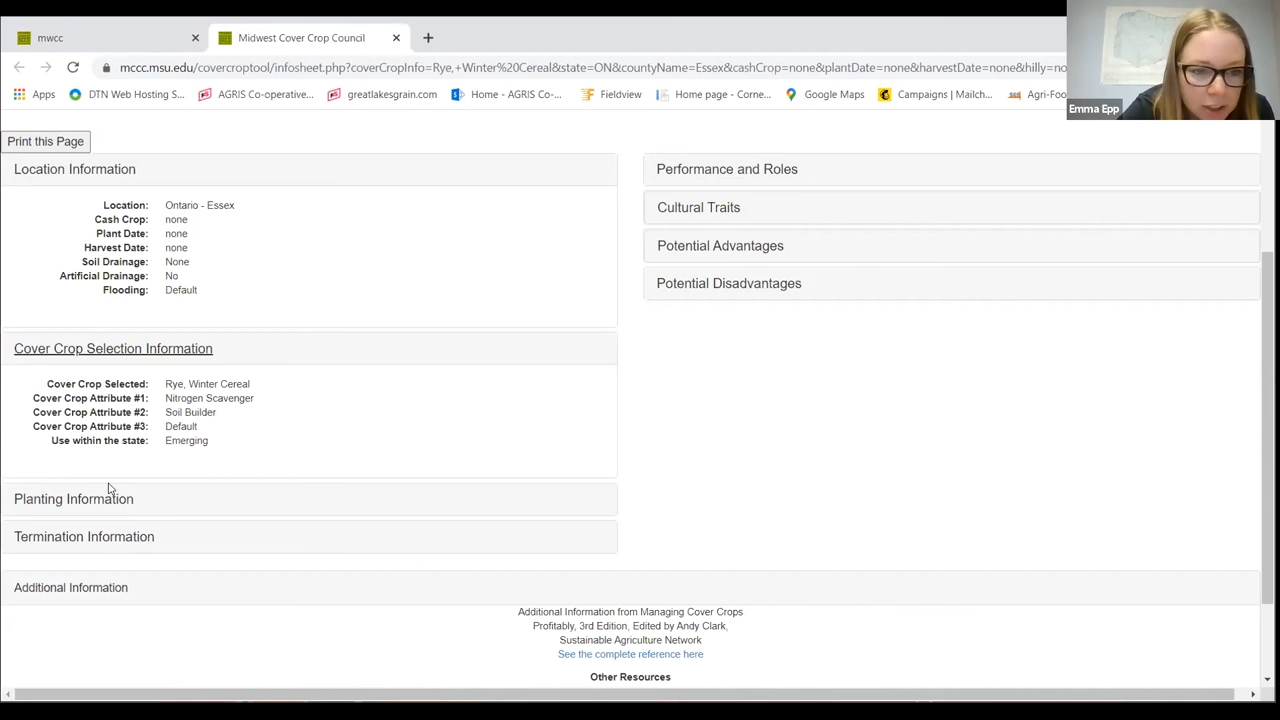 mwcc
Midwest Cover Crop Council
mccc.msu.edu/covercroptool/infosheet.php?coverCropInfo=Rye,+Winter%20Cereal&state=ON&countyName=Essex&cashCrop=none&plantDate=none&harvestDate=none&hilly=no
Apps
DTN Web Hosting S...
AGRIS Co-operative...
greatlakesgrain.com
Home - AGRIS Co-...
Fieldview
Home page - Corne...
Google Maps
Campaigns | Mailch...
Agri-Foo
Emma Epp
Print this Page
Location Information
Location: Ontario - Essex
Cash Crop: none
Plant Date: none
Harvest Date: none
Soil Drainage: None
Artificial Drainage: No
Flooding: Default
Cover Crop Selection Information
Cover Crop Selected: Rye, Winter Cereal
Cover Crop Attribute #1: Nitrogen Scavenger
Cover Crop Attribute #2: Soil Builder
Cover Crop Attribute #3: Default
Use within the state: Emerging
Planting Information
Termination Information
Performance and Roles
Cultural Traits
Potential Advantages
Potential Disadvantages
Additional Information
Additional Information from Managing Cover Crops
Profitably, 3rd Edition, Edited by Andy Clark,
Sustainable Agriculture Network
See the complete reference here
Other Resources